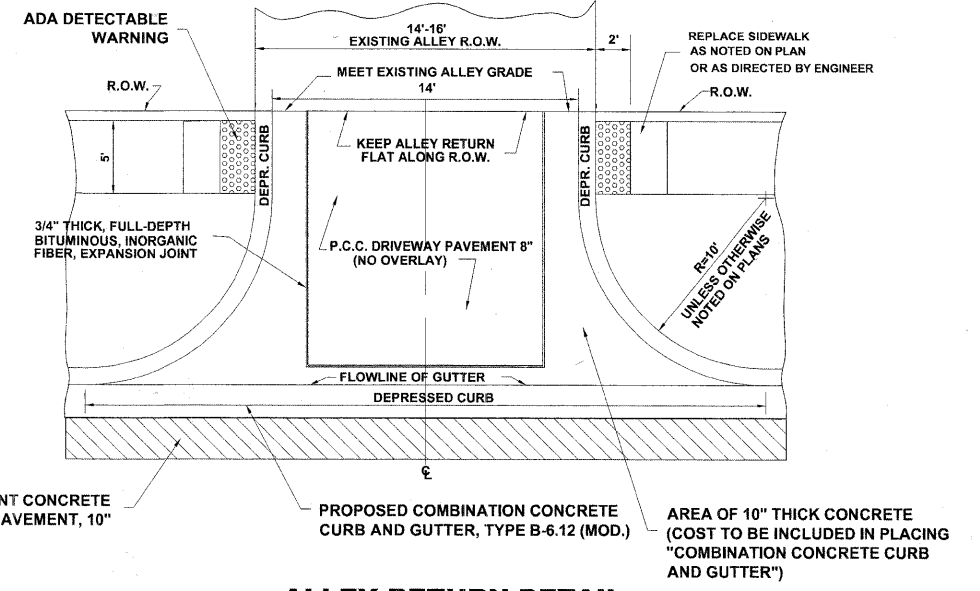 ADA DETECTABLE
WARNING
14'-16'
EXISTING ALLEY R.O.W.
2'
REPLACE SIDEWALK
AS NOTED ON PLAN
OR AS DIRECTED BY ENGINEER
MEET EXISTING ALLEY GRADE
R.O.W.
14'
R.O.W.
5'
DEPR. CURB
KEEP ALLEY RETURN
FLAT ALONG R.O.W.
DEPR. CURB
3/4" THICK, FULL-DEPTH
BITUMINOUS, INORGANIC
FIBER, EXPANSION JOINT
P.C.C. DRIVEWAY PAVEMENT 8"
(NO OVERLAY)
R=10'
UNLESS OTHERWISE
NOTED ON PLANS
FLOWLINE OF GUTTER
DEPRESSED CURB
NT CONCRETE
AVEMENT, 10"
PROPOSED COMBINATION CONCRETE
CURB AND GUTTER, TYPE B-6.12 (MOD.)
AREA OF 10" THICK CONCRETE
(COST TO BE INCLUDED IN PLACING
"COMBINATION CONCRETE CURB
AND GUTTER")
ALLEY RETURN DETAIL